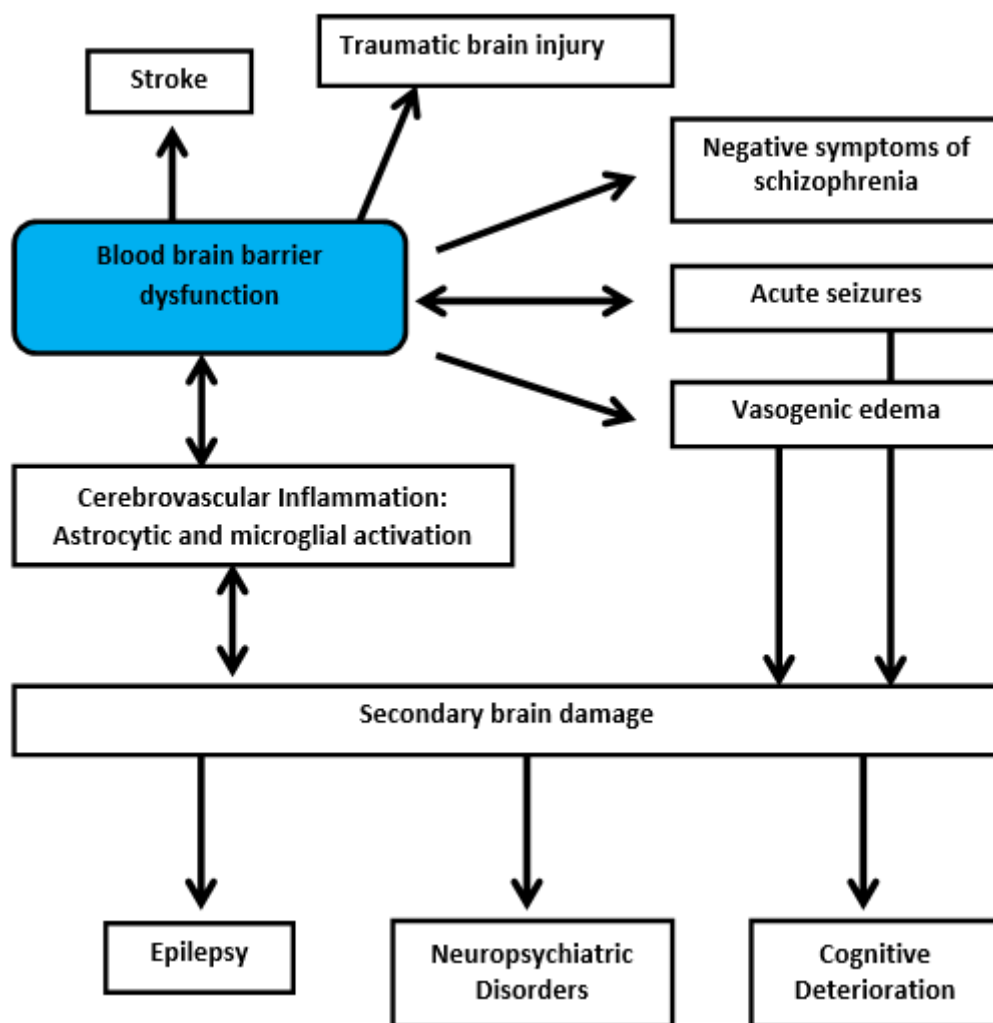 Traumatic brain injury
Stroke
Negative symptoms of
schizophrenia
Blood brain barrier
dysfunction
Acute seizures
Vasogenic edema
Cerebrovascular Inflammation:
Astrocytic and microglial activation
Secondary brain damage
Epilepsy
Neuropsychiatric
Disorders
Cognitive
Deterioration